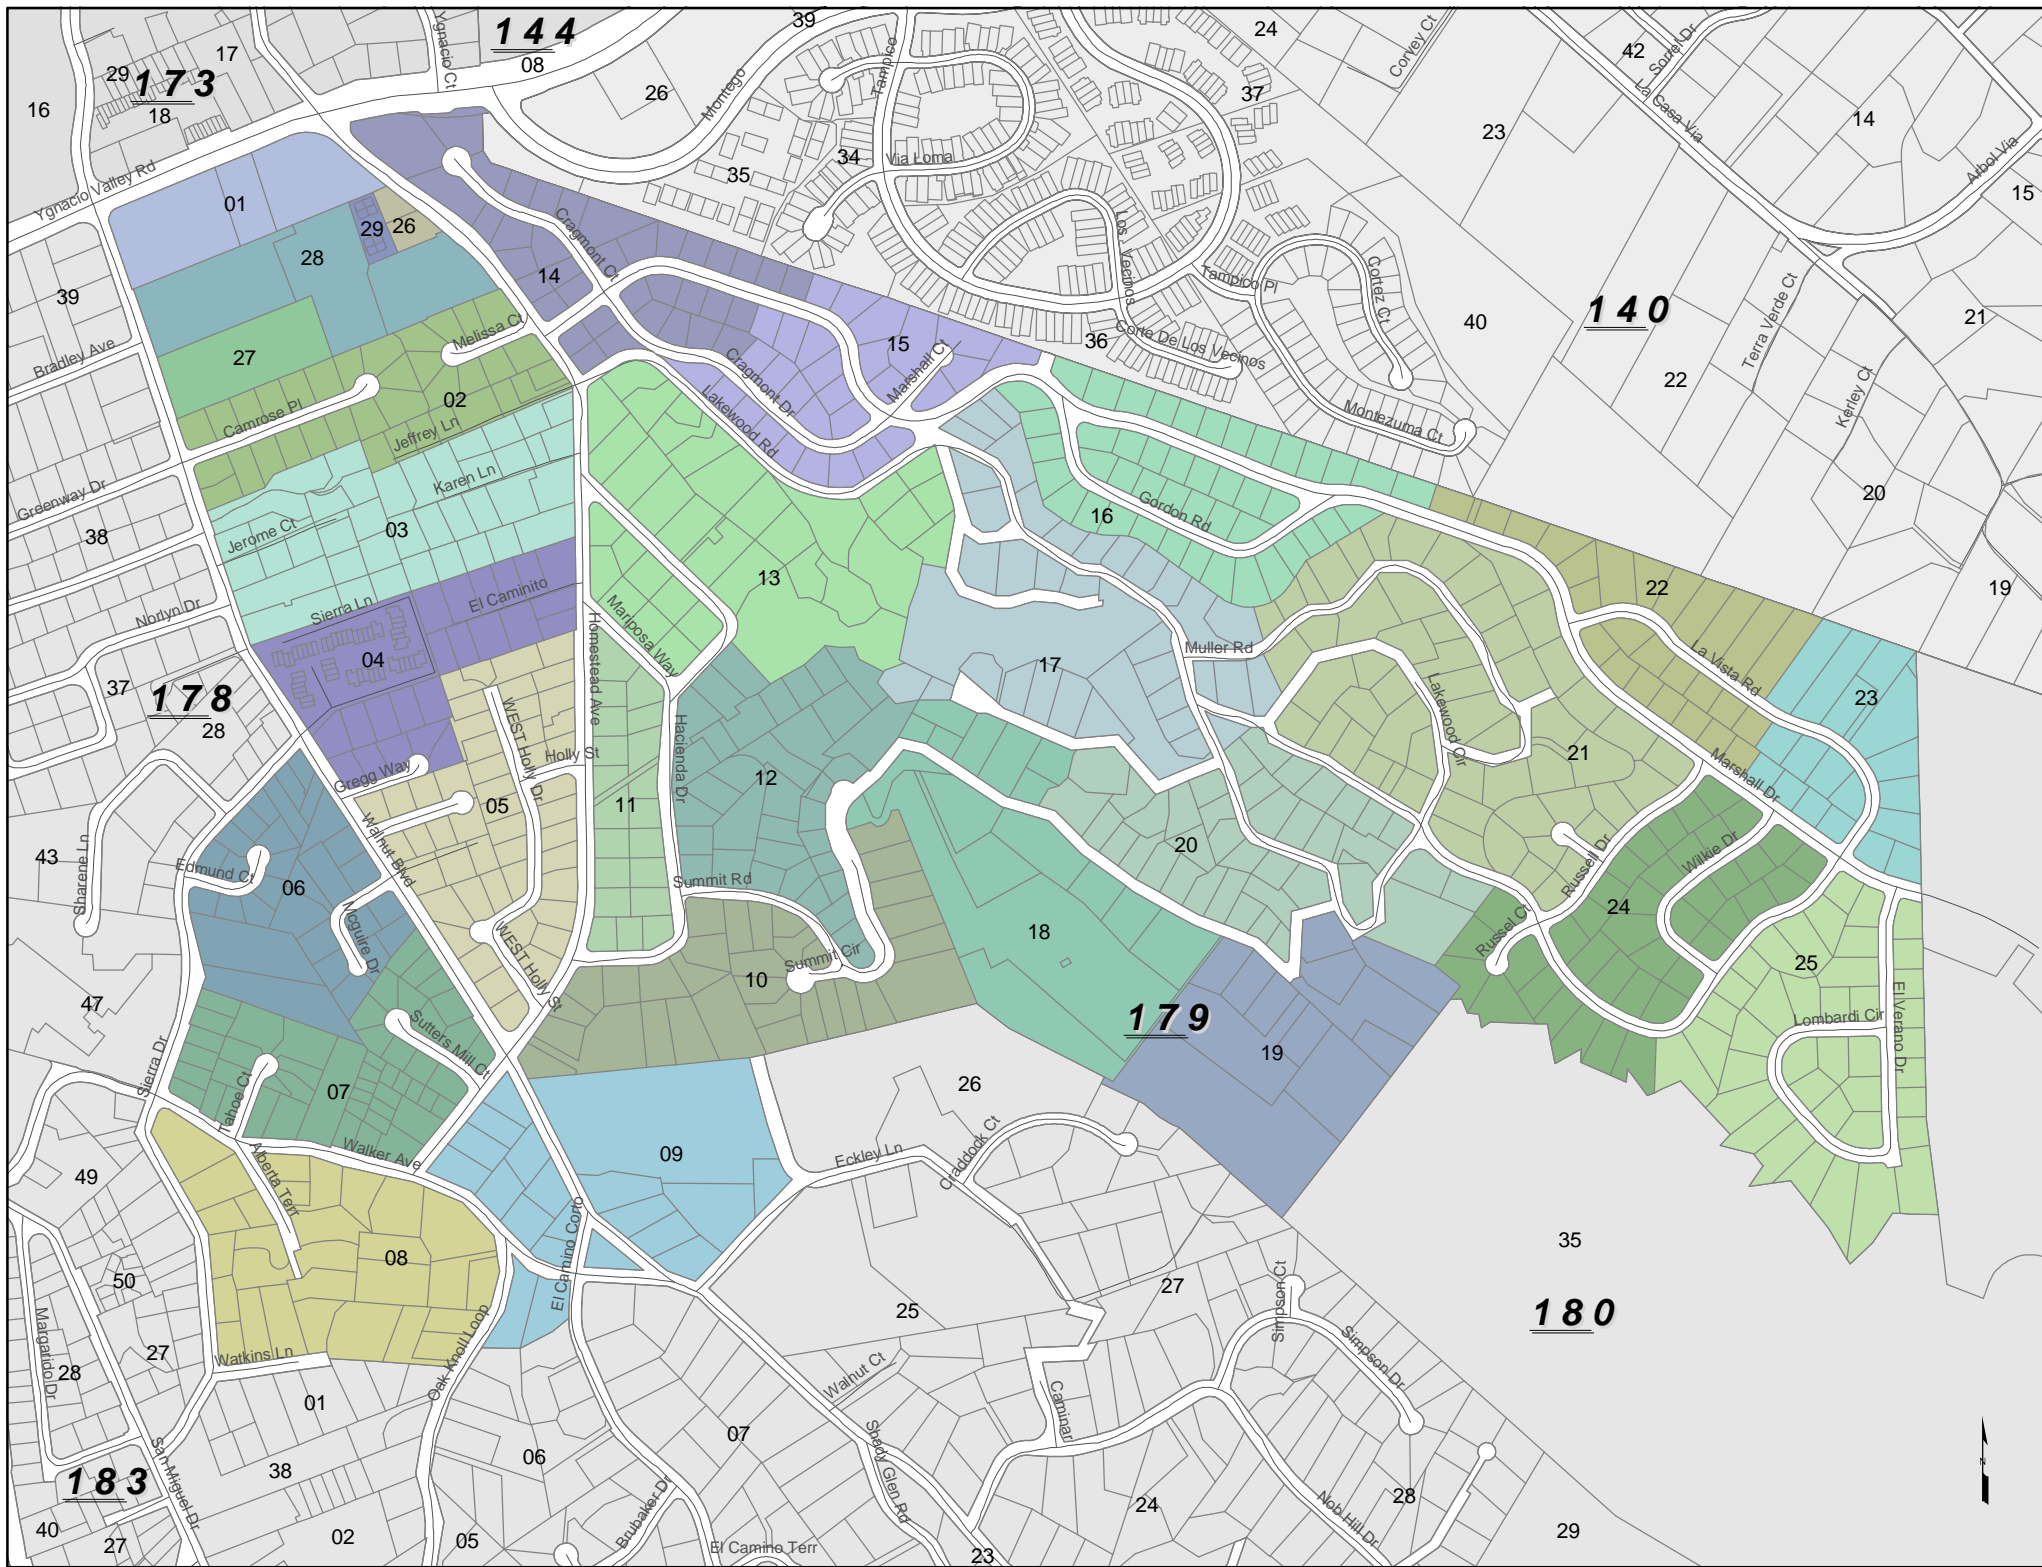 144
39
24
42
La Sorret Dr
Corvey Ct
Ygnacio Ct
17
29
173
08
Tampico
La Casa Via
16
18
26
Montego
37
14
23
34
Via Loma
35
Arbol Via
15
Ygnacio Valley Rd
01
29
26
Cragmont Ct
Los Vecinos
28
14
Tampico Pl
Cortez Ct
39
140
21
Terra Verde Ct
40
Melissa Ct
15
36
Corte De Los Vecinos
Bradley Ave
27
Marshall Ct
22
Cragmont Dr
Kerley Ct
02
Camrose Pl
Lakewood Rd
Montezuma Ct
Jeffrey Ln
Karen Ln
Greenway Dr
20
Gordon Rd
16
38
Jerome Ct
03
13
22
19
El Caminito
Norlyn Dr
Sierra Ln
Mariposa Way
Homestead Ave
Muller Rd
04
17
La Vista Rd
37
178
28
WEST Holly Dr
Lakewood Cir
23
Hacienda Dr
Holly St
21
Gregg Way
12
Marshall Dr
05
11
Walnut Blvd
20
43
Sharene Ln
Edmund Ct
Russell Dr
Wilkie Dr
06
Summit Rd
24
Mcguire Dr
Russel Ct
18
WEST Holly St
Summit Cir
25
10
47
179
El Verano Dr
Sutters Mill Ct
Lombardi Cir
Sierra Dr
19
26
Tahoe Ct
07
Craddock Ct
Walker Ave
09
Eckley Ln
49
Alberta Terr
El Camino Corto
35
08
50
27
Simpson Ct
25
180
Margarido Dr
27
Watkins Ln
Oak Knoll Loop
Simpson Dr
28
Walnut Ct
01
Caminar
07
Shady Glen Rd
San Miguel Dr
06
38
183
Brubaker Dr
24
28
Nob Hill Dr
N
40
27
02
05
El Camino Terr
23
29